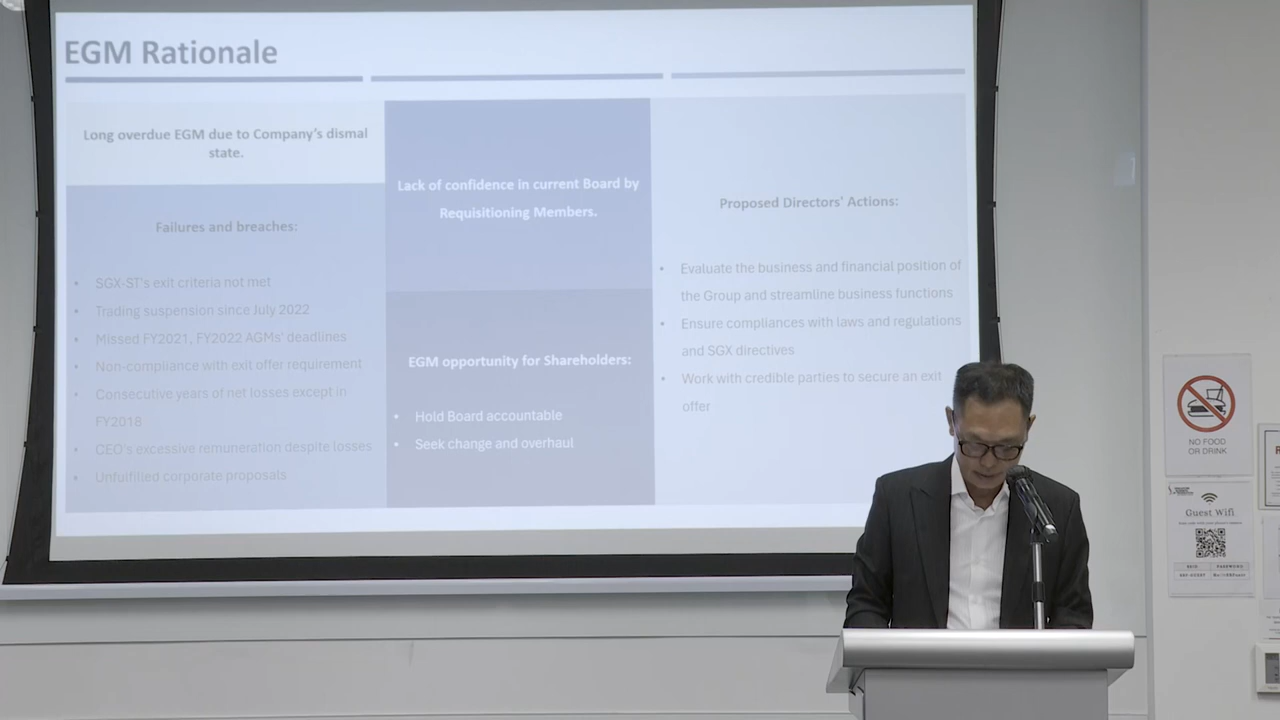 EGM Rationale
Long overdue EGM due to Company's dismal
state.
Failures and breaches:
• SGX-ST's exit criteria not met
• Trading suspension since July 2022
• Missed FY2021, FY2022 AGMs' deadlines
• Non-compliance with exit offer requirement
• Consecutive years of net losses except in
FY2018
• CEO's excessive remuneration despite losses
• Unfulfilled corporate proposals
Lack of confidence in current Board by
Requisitioning Members.
EGM opportunity for Shareholders:
• Hold Board accountable
• Seek change and overhaul
Proposed Directors' Actions:
• Evaluate the business and financial position of
the Group and streamline business functions
• Ensure compliances with laws and regulations
and SGX directives
• Work with credible parties to secure an exit
offer
NO FOOD
OR DRINK
Guest Wifi